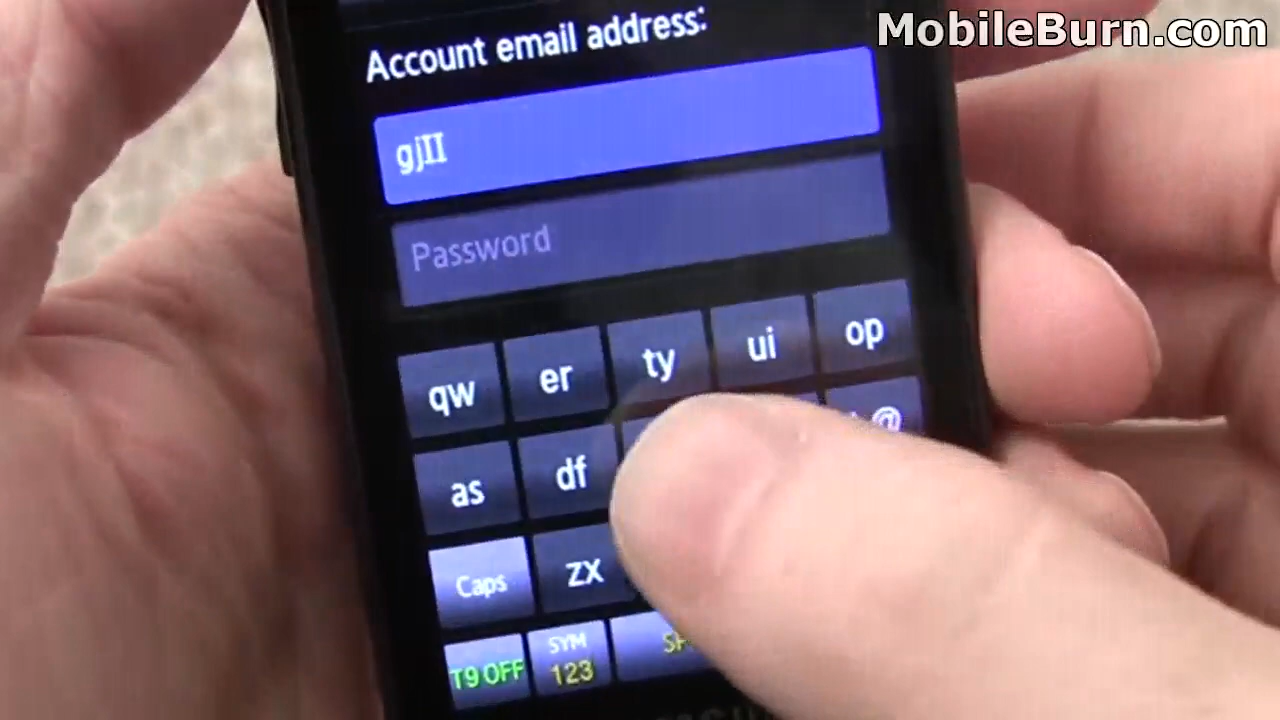 MobileBurn.com
Account email address:
gjII
Password
qw er ty ui op
as df @
Caps zx
T9 OFF SYM 123